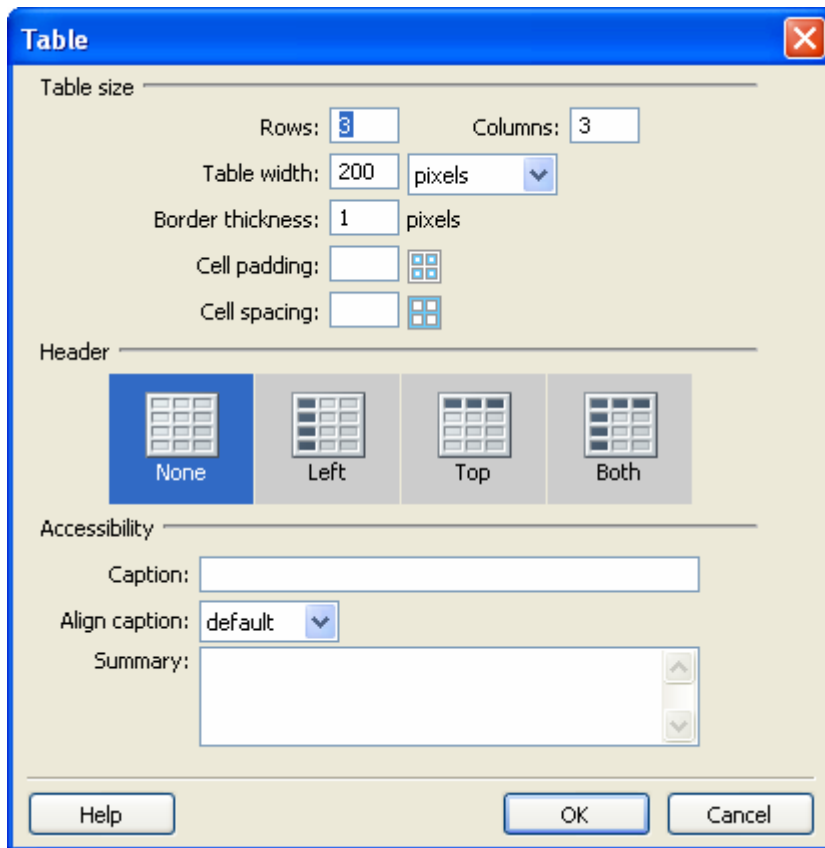 Table
Table size
Rows: 3 Columns: 3
Table width: 200 pixels
Border thickness: 1 pixels
Cell padding:
Cell spacing:
Header
None Left Top Both
Accessibility
Caption:
Align caption: default
Summary:
Help OK Cancel